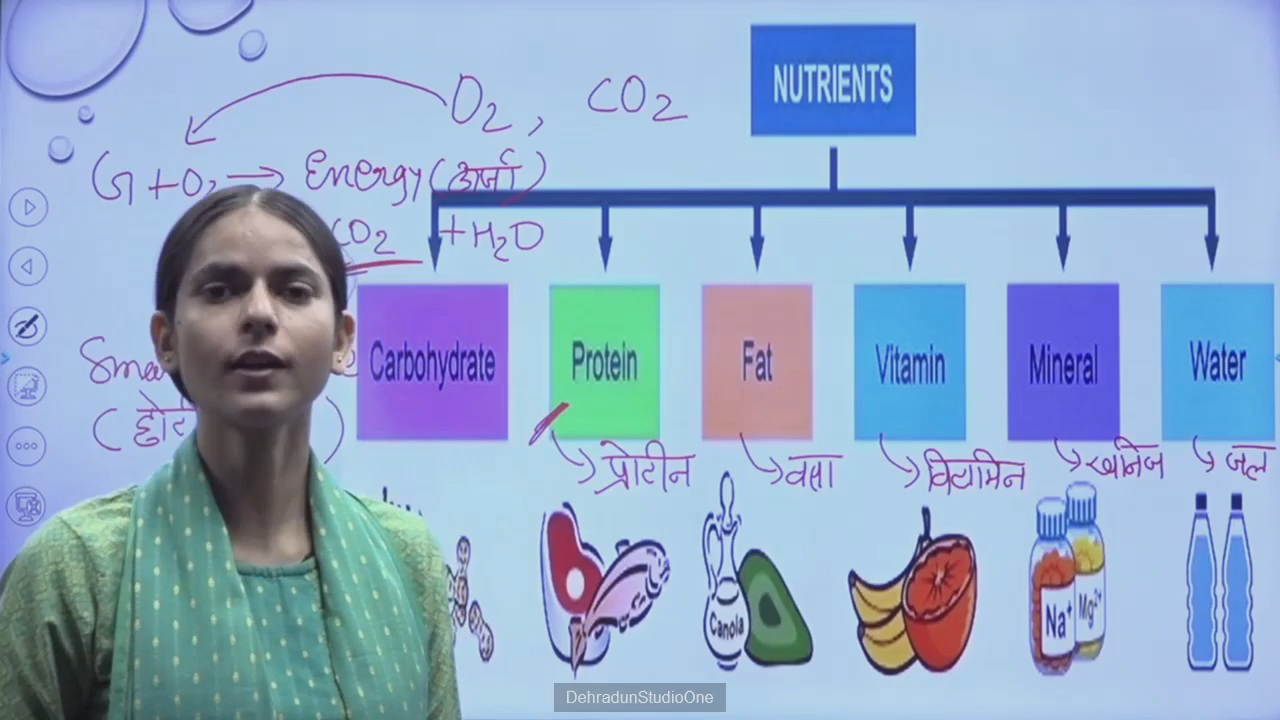 NUTRIENTS
O2, CO2
G + O2 → Energy (ऊर्जा)
CO2 + H2O
Carbohydrate
Protein
Fat
Vitamin
Mineral
Water
प्रोटीन
वसा
विटामिन
खनिज
जल
Canola
Na+
Mg2+
DehradunStudioOne